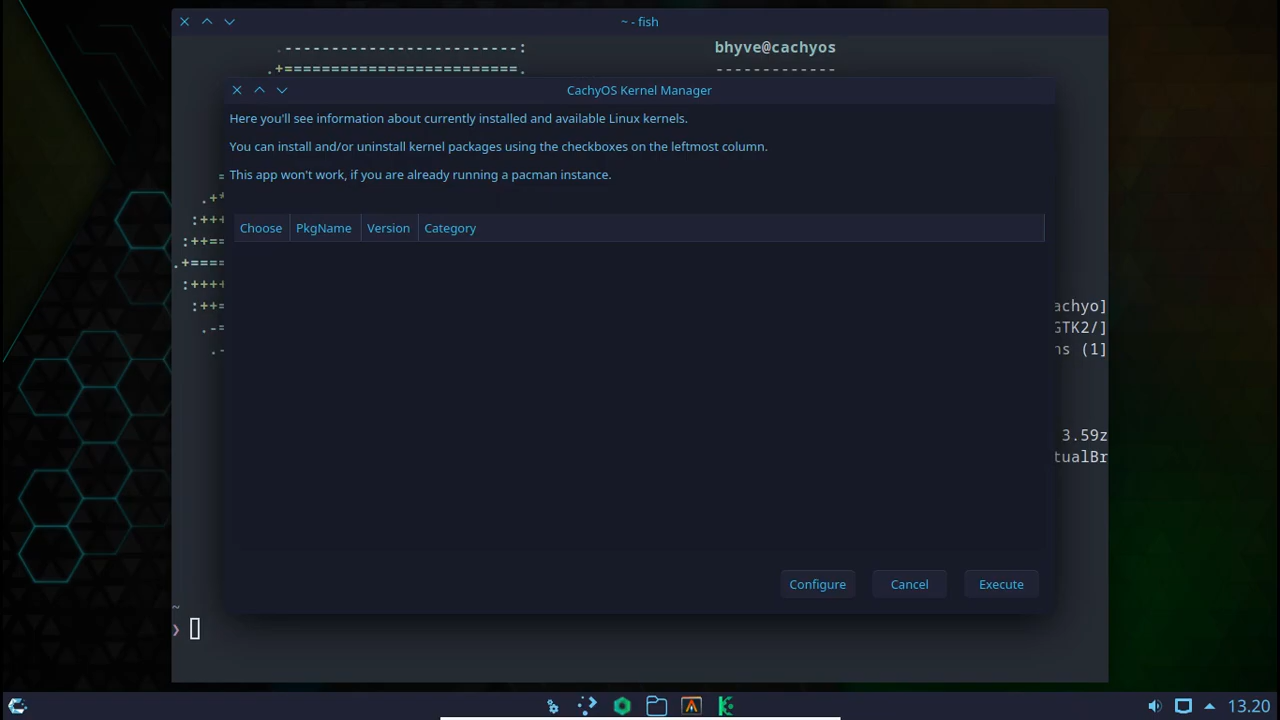 ~ - fish
.------------------------:
bhyve@cachyos
.+========================.
-------------
CachyOS Kernel Manager
Here you'll see information about currently installed and available Linux kernels.
You can install and/or uninstall kernel packages using the checkboxes on the leftmost column.
This app won't work, if you are already running a pacman instance.
=
.+*
:+++
Choose PkgName Version Category
:++==
.+====
:++++
:++= achyo]
.-= GTK2/]
.- ns (1]
3.59z
tualBr
Configure Cancel Execute
~
❯
13.20